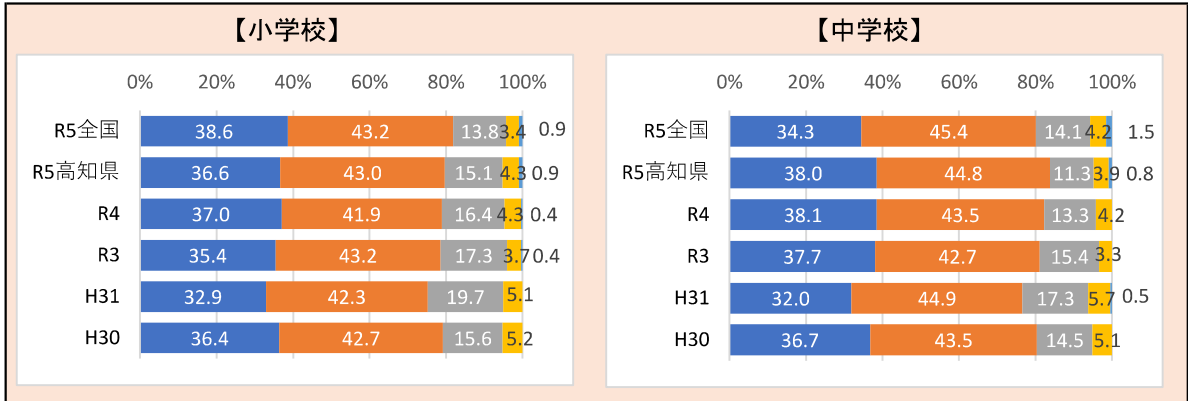 【小学校】
0% 20% 40% 60% 80% 100%
R5全国 38.6 43.2 13.8 3.4 0.9
R5高知県 36.6 43.0 15.1 4.3 0.9
R4 37.0 41.9 16.4 4.3 0.4
R3 35.4 43.2 17.3 3.7 0.4
H31 32.9 42.3 19.7 5.1
H30 36.4 42.7 15.6 5.2
【中学校】
0% 20% 40% 60% 80% 100%
R5全国 34.3 45.4 14.1 4.2 1.5
R5高知県 38.0 44.8 11.3 3.9 0.8
R4 38.1 43.5 13.3 4.2
R3 37.7 42.7 15.4 3.3
H31 32.0 44.9 17.3 5.7 0.5
H30 36.7 43.5 14.5 5.1